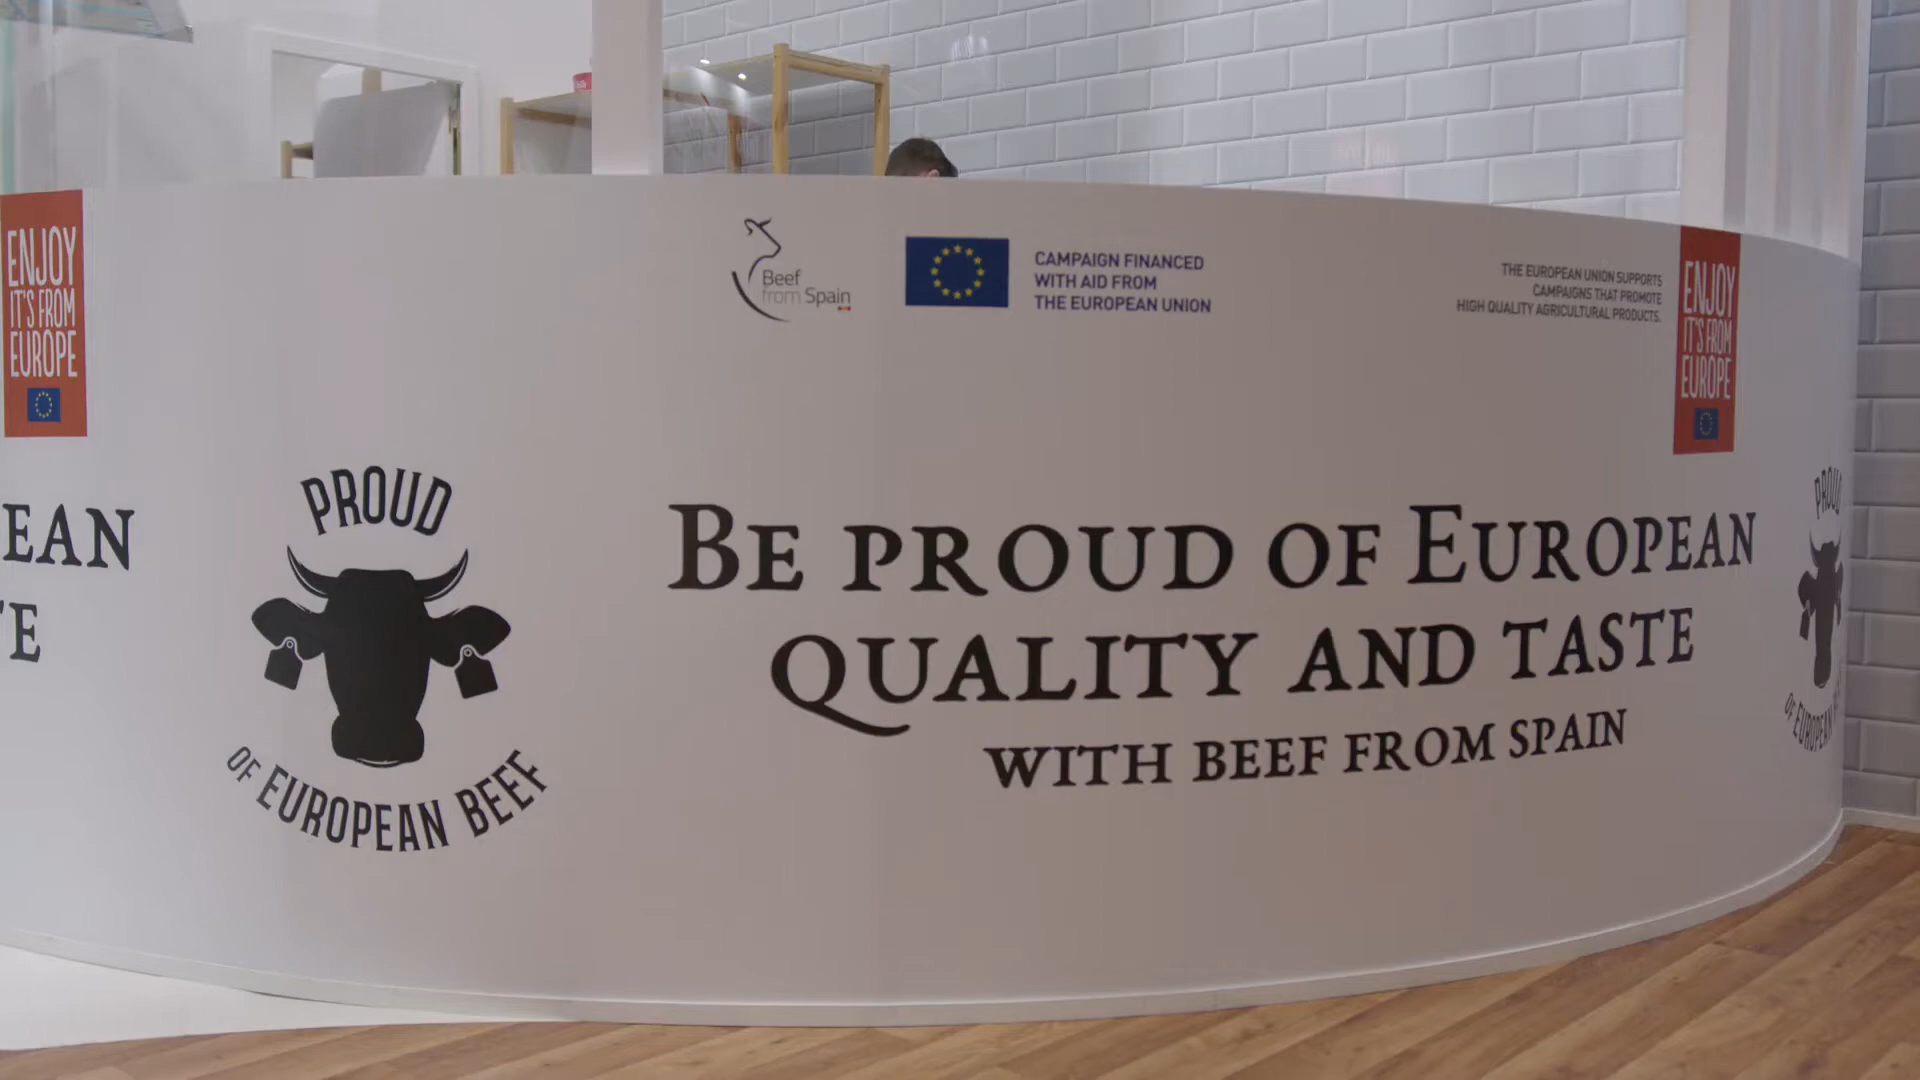 ENJOY
IT'S FROM
EUROPE
EAN
E
PROUD
OF EUROPEAN BEEF
Beef
from Spain
CAMPAIGN FINANCED
WITH AID FROM
THE EUROPEAN UNION
THE EUROPEAN UNION SUPPORTS
CAMPAIGNS THAT PROMOTE
HIGH QUALITY AGRICULTURAL PRODUCTS.
ENJOY
IT'S FROM
EUROPE
BE PROUD OF EUROPEAN
QUALITY AND TASTE
WITH BEEF FROM SPAIN
PROUD
OF EUROPEAN